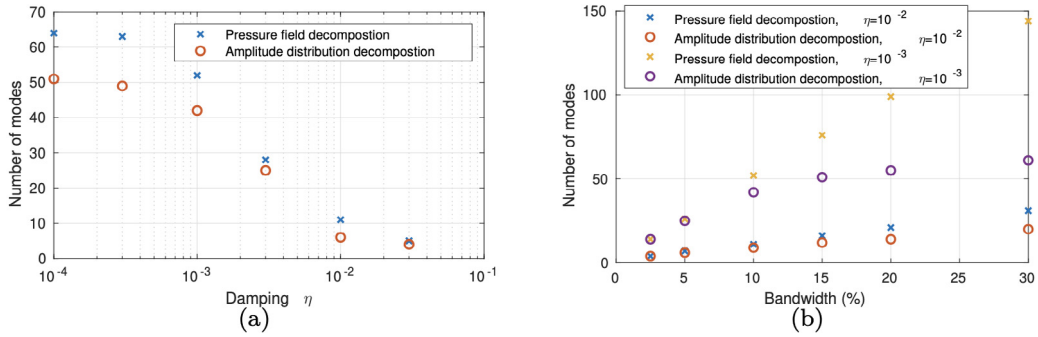 70
60
50
40
30
20
10
0
Number of modes
10-4
10-3
10-2
10-1
Damping η
Pressure field decompostion
Amplitude distribution decompostion
(a)
150
100
50
0
Number of modes
0 5 10 15 20 25 30
Bandwidth (%)
Pressure field decompostion, η=10 -2
Amplitude distribution decompostion, η=10 -2
Pressure field decompostion, η=10 -3
Amplitude distribution decompostion, η=10 -3
(b)